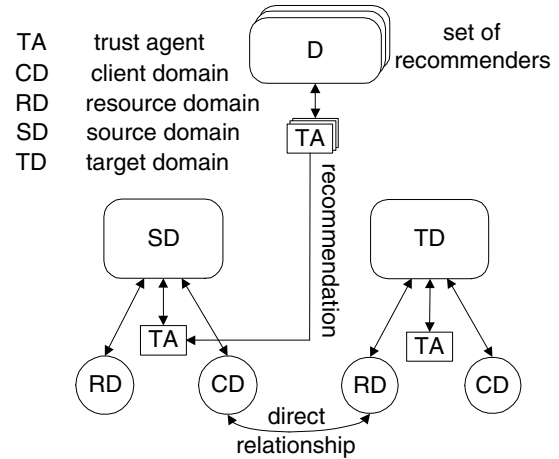 TA trust agent
CD client domain
RD resource domain
SD source domain
TD target domain
D
set of
recommenders
TA
recommendation
SD
TD
TA
TA
RD
CD
RD
CD
direct
relationship